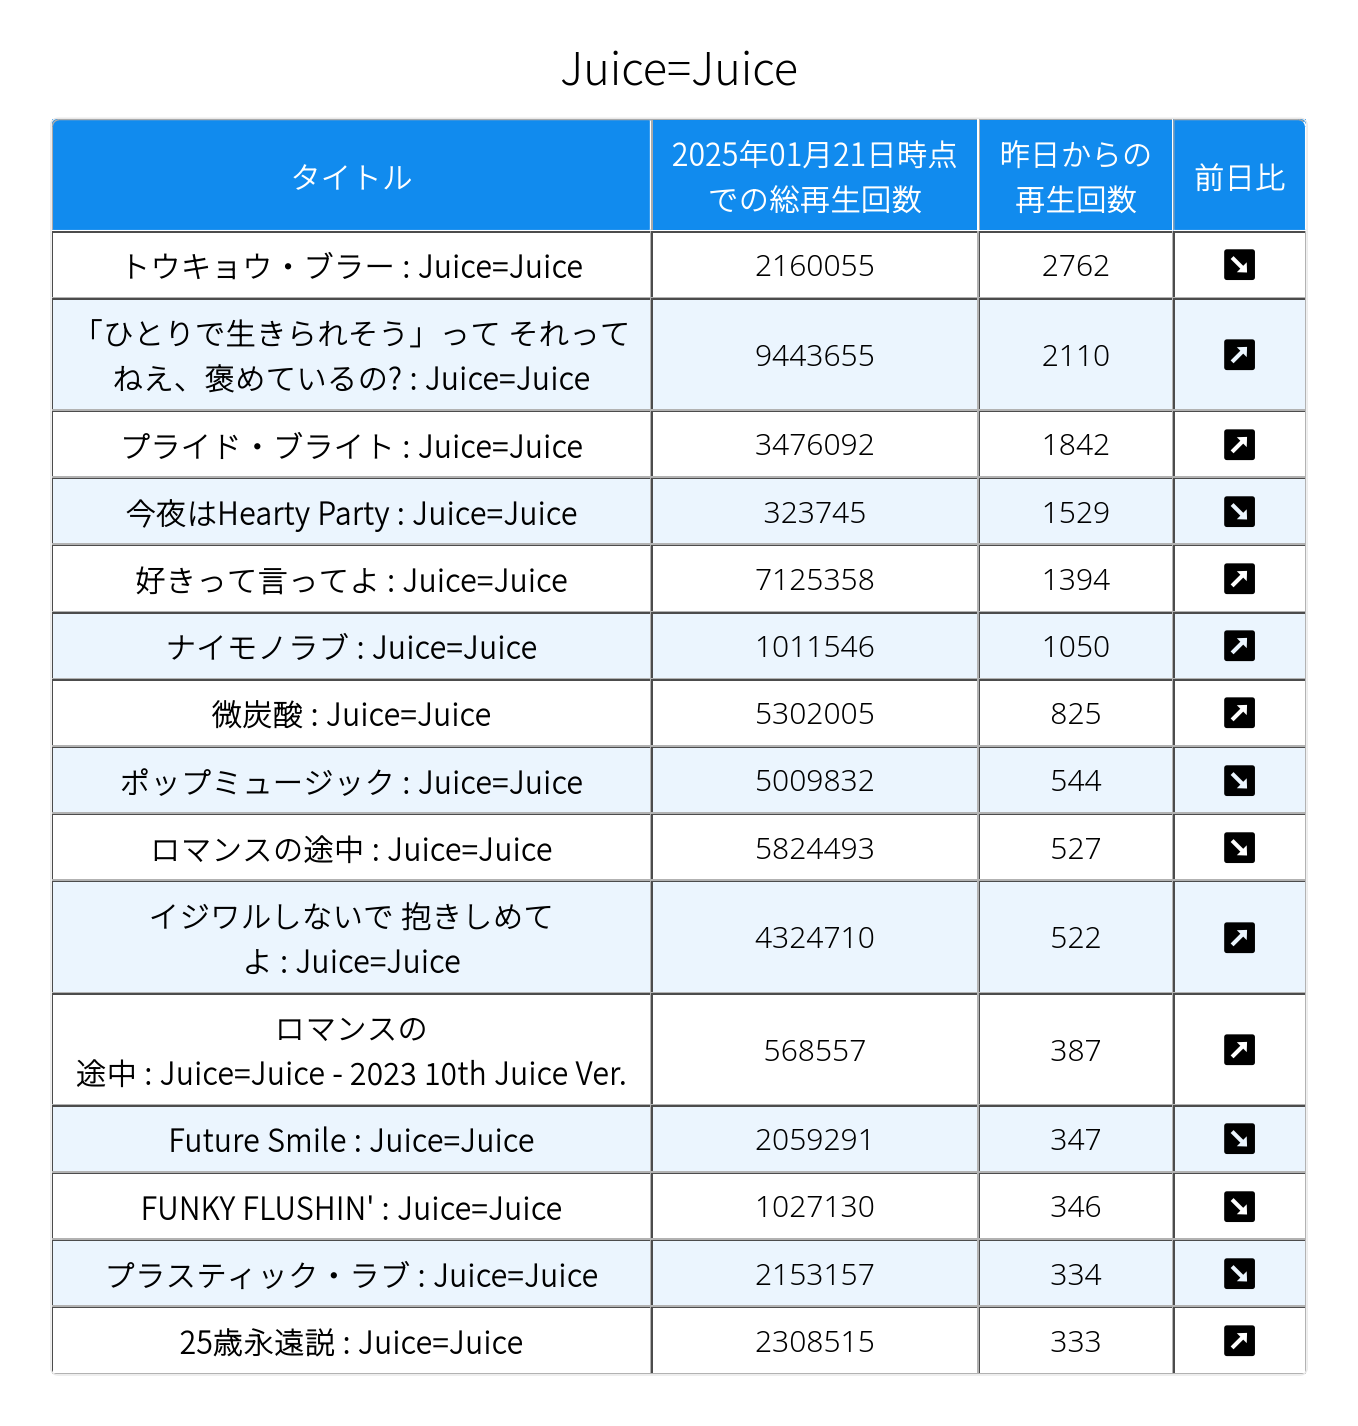 Juice=Juice
タイトル
2025年01月21日時点
での総再生回数
昨日からの
再生回数
前日比
トウキョウ・ブラー : Juice=Juice
2160055
2762
↘
「ひとりで生きられそう」って それって
ねえ、褒めているの? : Juice=Juice
9443655
2110
↗
プライド・ブライト : Juice=Juice
3476092
1842
↗
今夜はHearty Party : Juice=Juice
323745
1529
↘
好きって言ってよ : Juice=Juice
7125358
1394
↗
ナイモノラブ : Juice=Juice
1011546
1050
↗
微炭酸 : Juice=Juice
5302005
825
↗
ポップミュージック : Juice=Juice
5009832
544
↘
ロマンスの途中 : Juice=Juice
5824493
527
↘
イジワルしないで 抱きしめて
よ : Juice=Juice
4324710
522
↗
ロマンスの
途中 : Juice=Juice - 2023 10th Juice Ver.
568557
387
↗
Future Smile : Juice=Juice
2059291
347
↘
FUNKY FLUSHIN' : Juice=Juice
1027130
346
↘
プラスティック・ラブ : Juice=Juice
2153157
334
↘
25歳永遠説 : Juice=Juice
2308515
333
↗